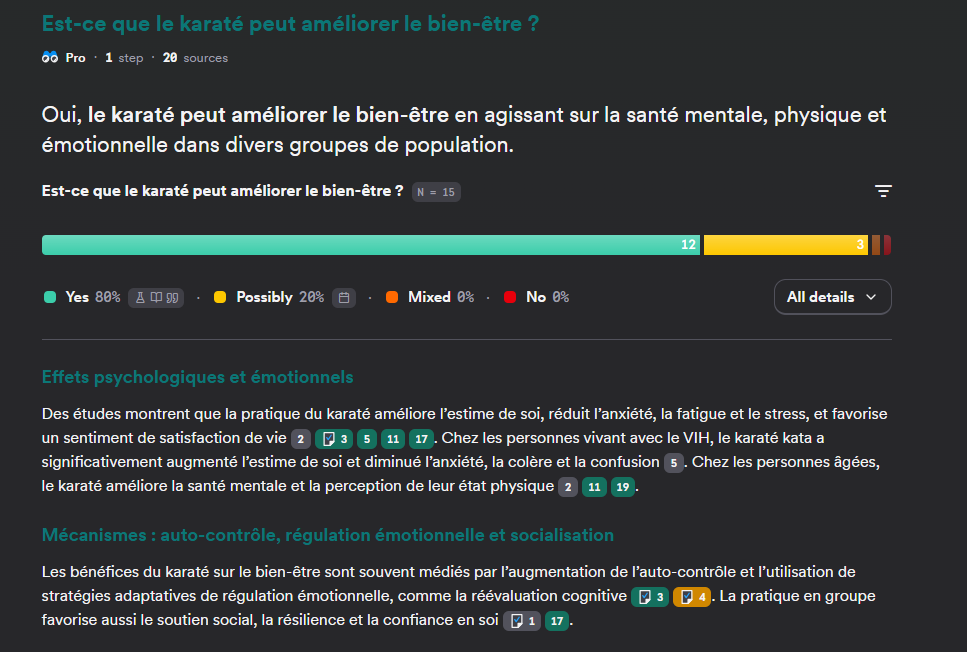 Est-ce que le karaté peut améliorer le bien-être ?
Pro · 1 step · 20 sources
Oui, le karaté peut améliorer le bien-être en agissant sur la santé mentale, physique et
émotionnelle dans divers groupes de population.
Est-ce que le karaté peut améliorer le bien-être ? N = 15
12 3
Yes 80% · Possibly 20% · Mixed 0% · No 0% All details
Effets psychologiques et émotionnels
Des études montrent que la pratique du karaté améliore l’estime de soi, réduit l’anxiété, la fatigue et le stress, et favorise
un sentiment de satisfaction de vie 2 3 5 11 17. Chez les personnes vivant avec le VIH, le karaté kata a
significativement augmenté l’estime de soi et diminué l’anxiété, la colère et la confusion 5. Chez les personnes âgées,
le karaté améliore la santé mentale et la perception de leur état physique 2 11 19.
Mécanismes : auto-contrôle, régulation émotionnelle et socialisation
Les bénéfices du karaté sur le bien-être sont souvent médiés par l’augmentation de l’auto-contrôle et l’utilisation de
stratégies adaptatives de régulation émotionnelle, comme la réévaluation cognitive 3 4. La pratique en groupe
favorise aussi le soutien social, la résilience et la confiance en soi 1 17.